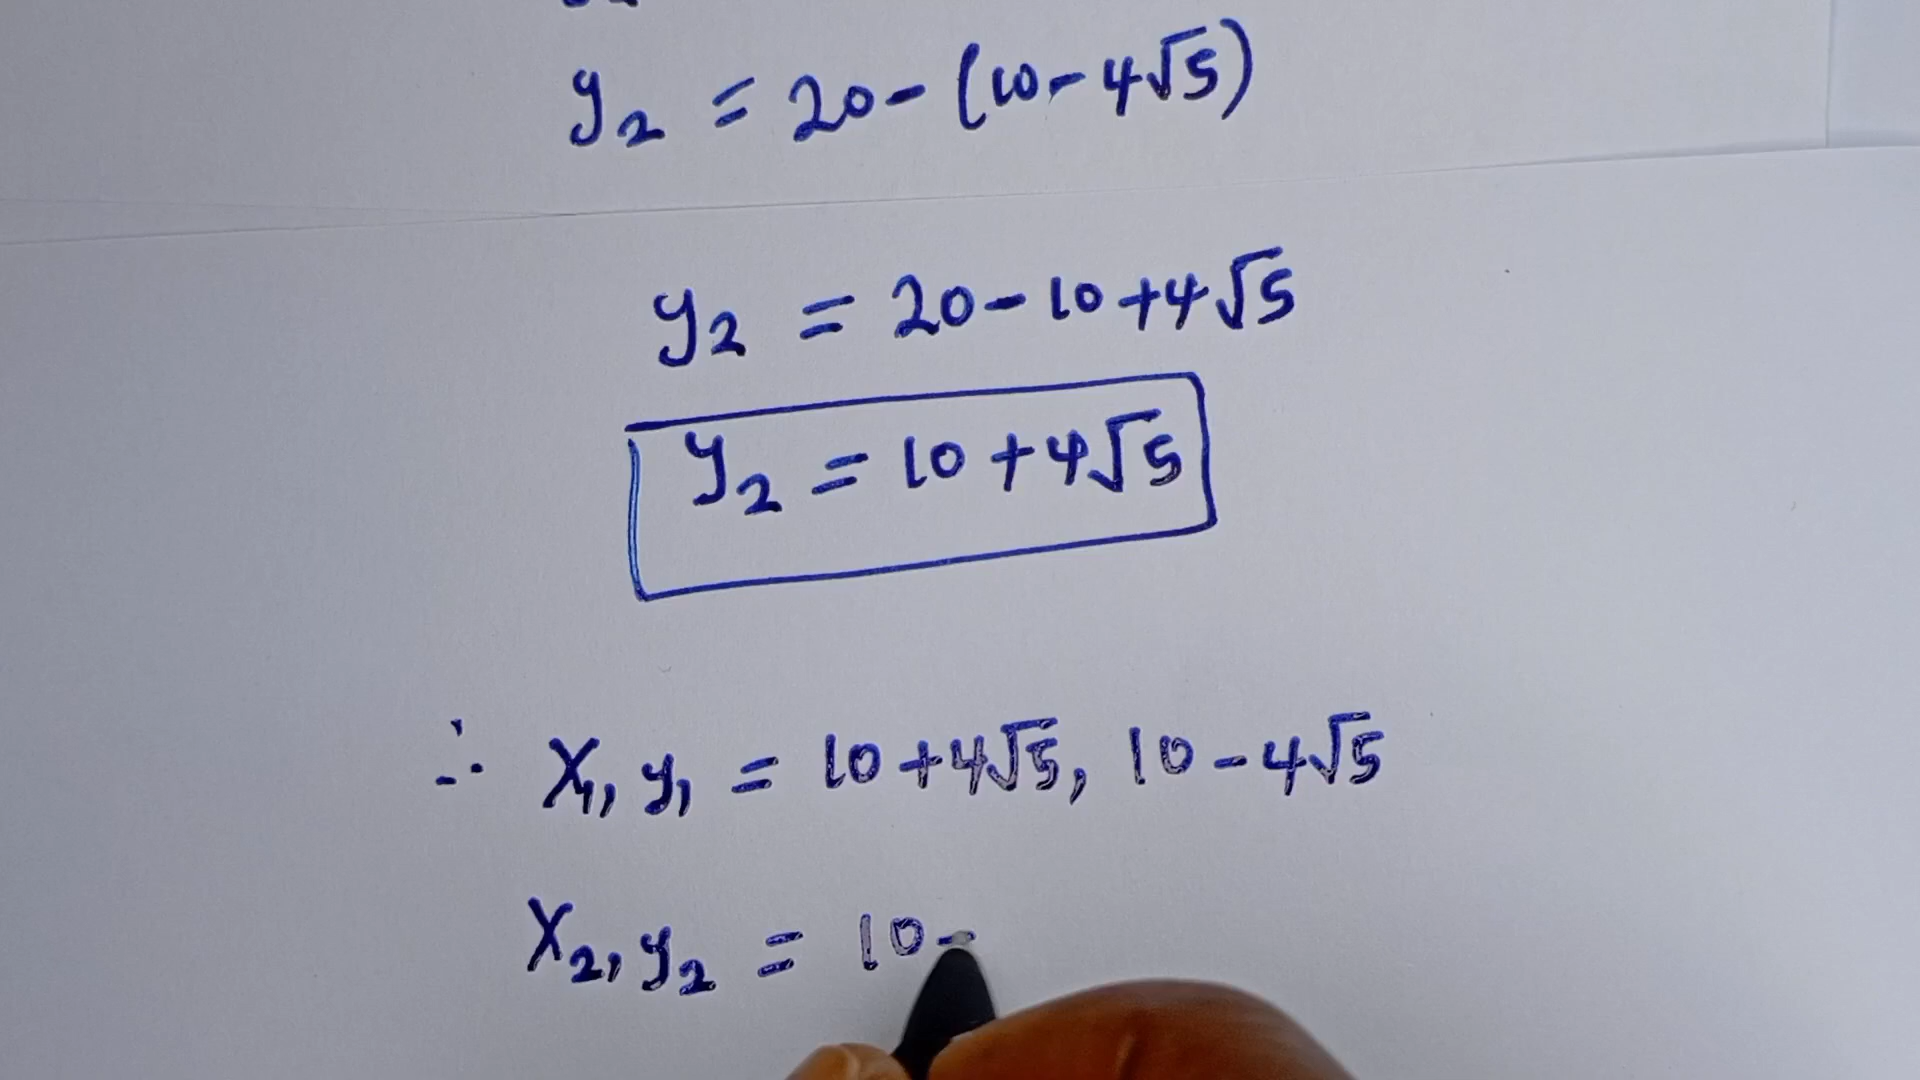 y₂ = 20 - (10 - 4√5)
y₂ = 20 - 10 + 4√5
y₂ = 10 + 4√5
∴ x₁, y₁ = 10 + 4√5, 10 - 4√5
x₂, y₂ = 10 -